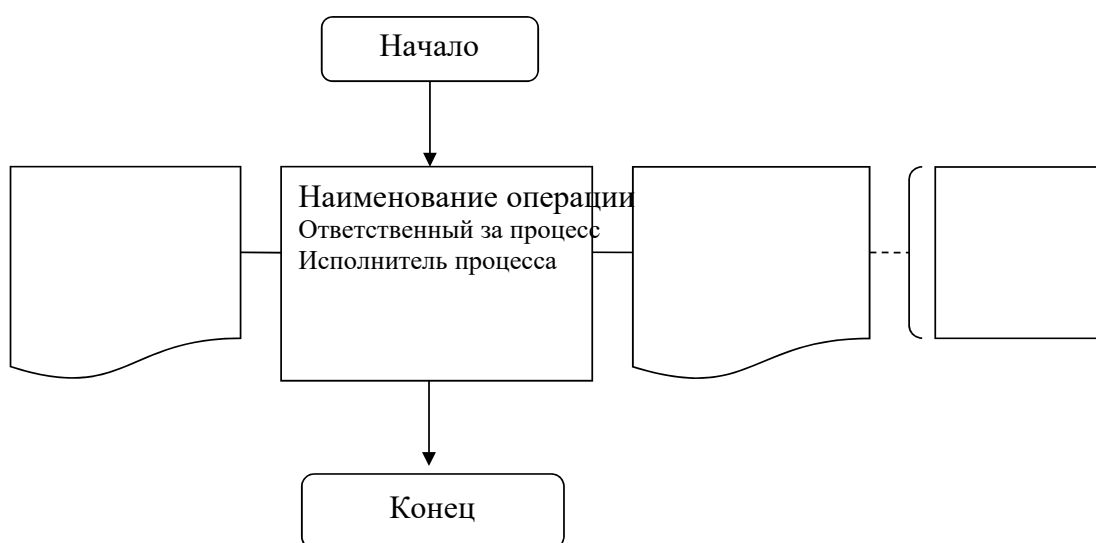 Начало
Наименование операции
Ответственный за процесс
Исполнитель процесса
Конец